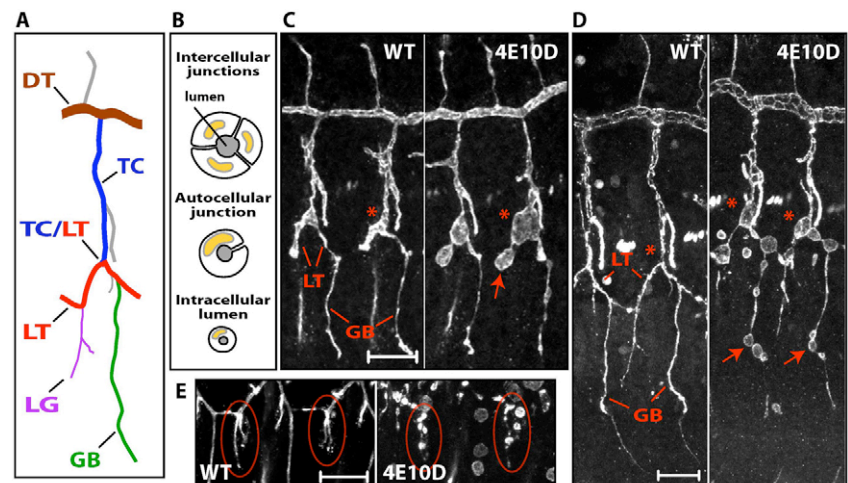 A
DT
TC
TC/LT
LT
LG
GB
B
Intercellular
junctions
lumen
Autocellular
junction
Intracellular
lumen
C
WT
4E10D
*
*
LT
GB
D
WT
4E10D
*
*
*
LT
GB
E
WT
4E10D